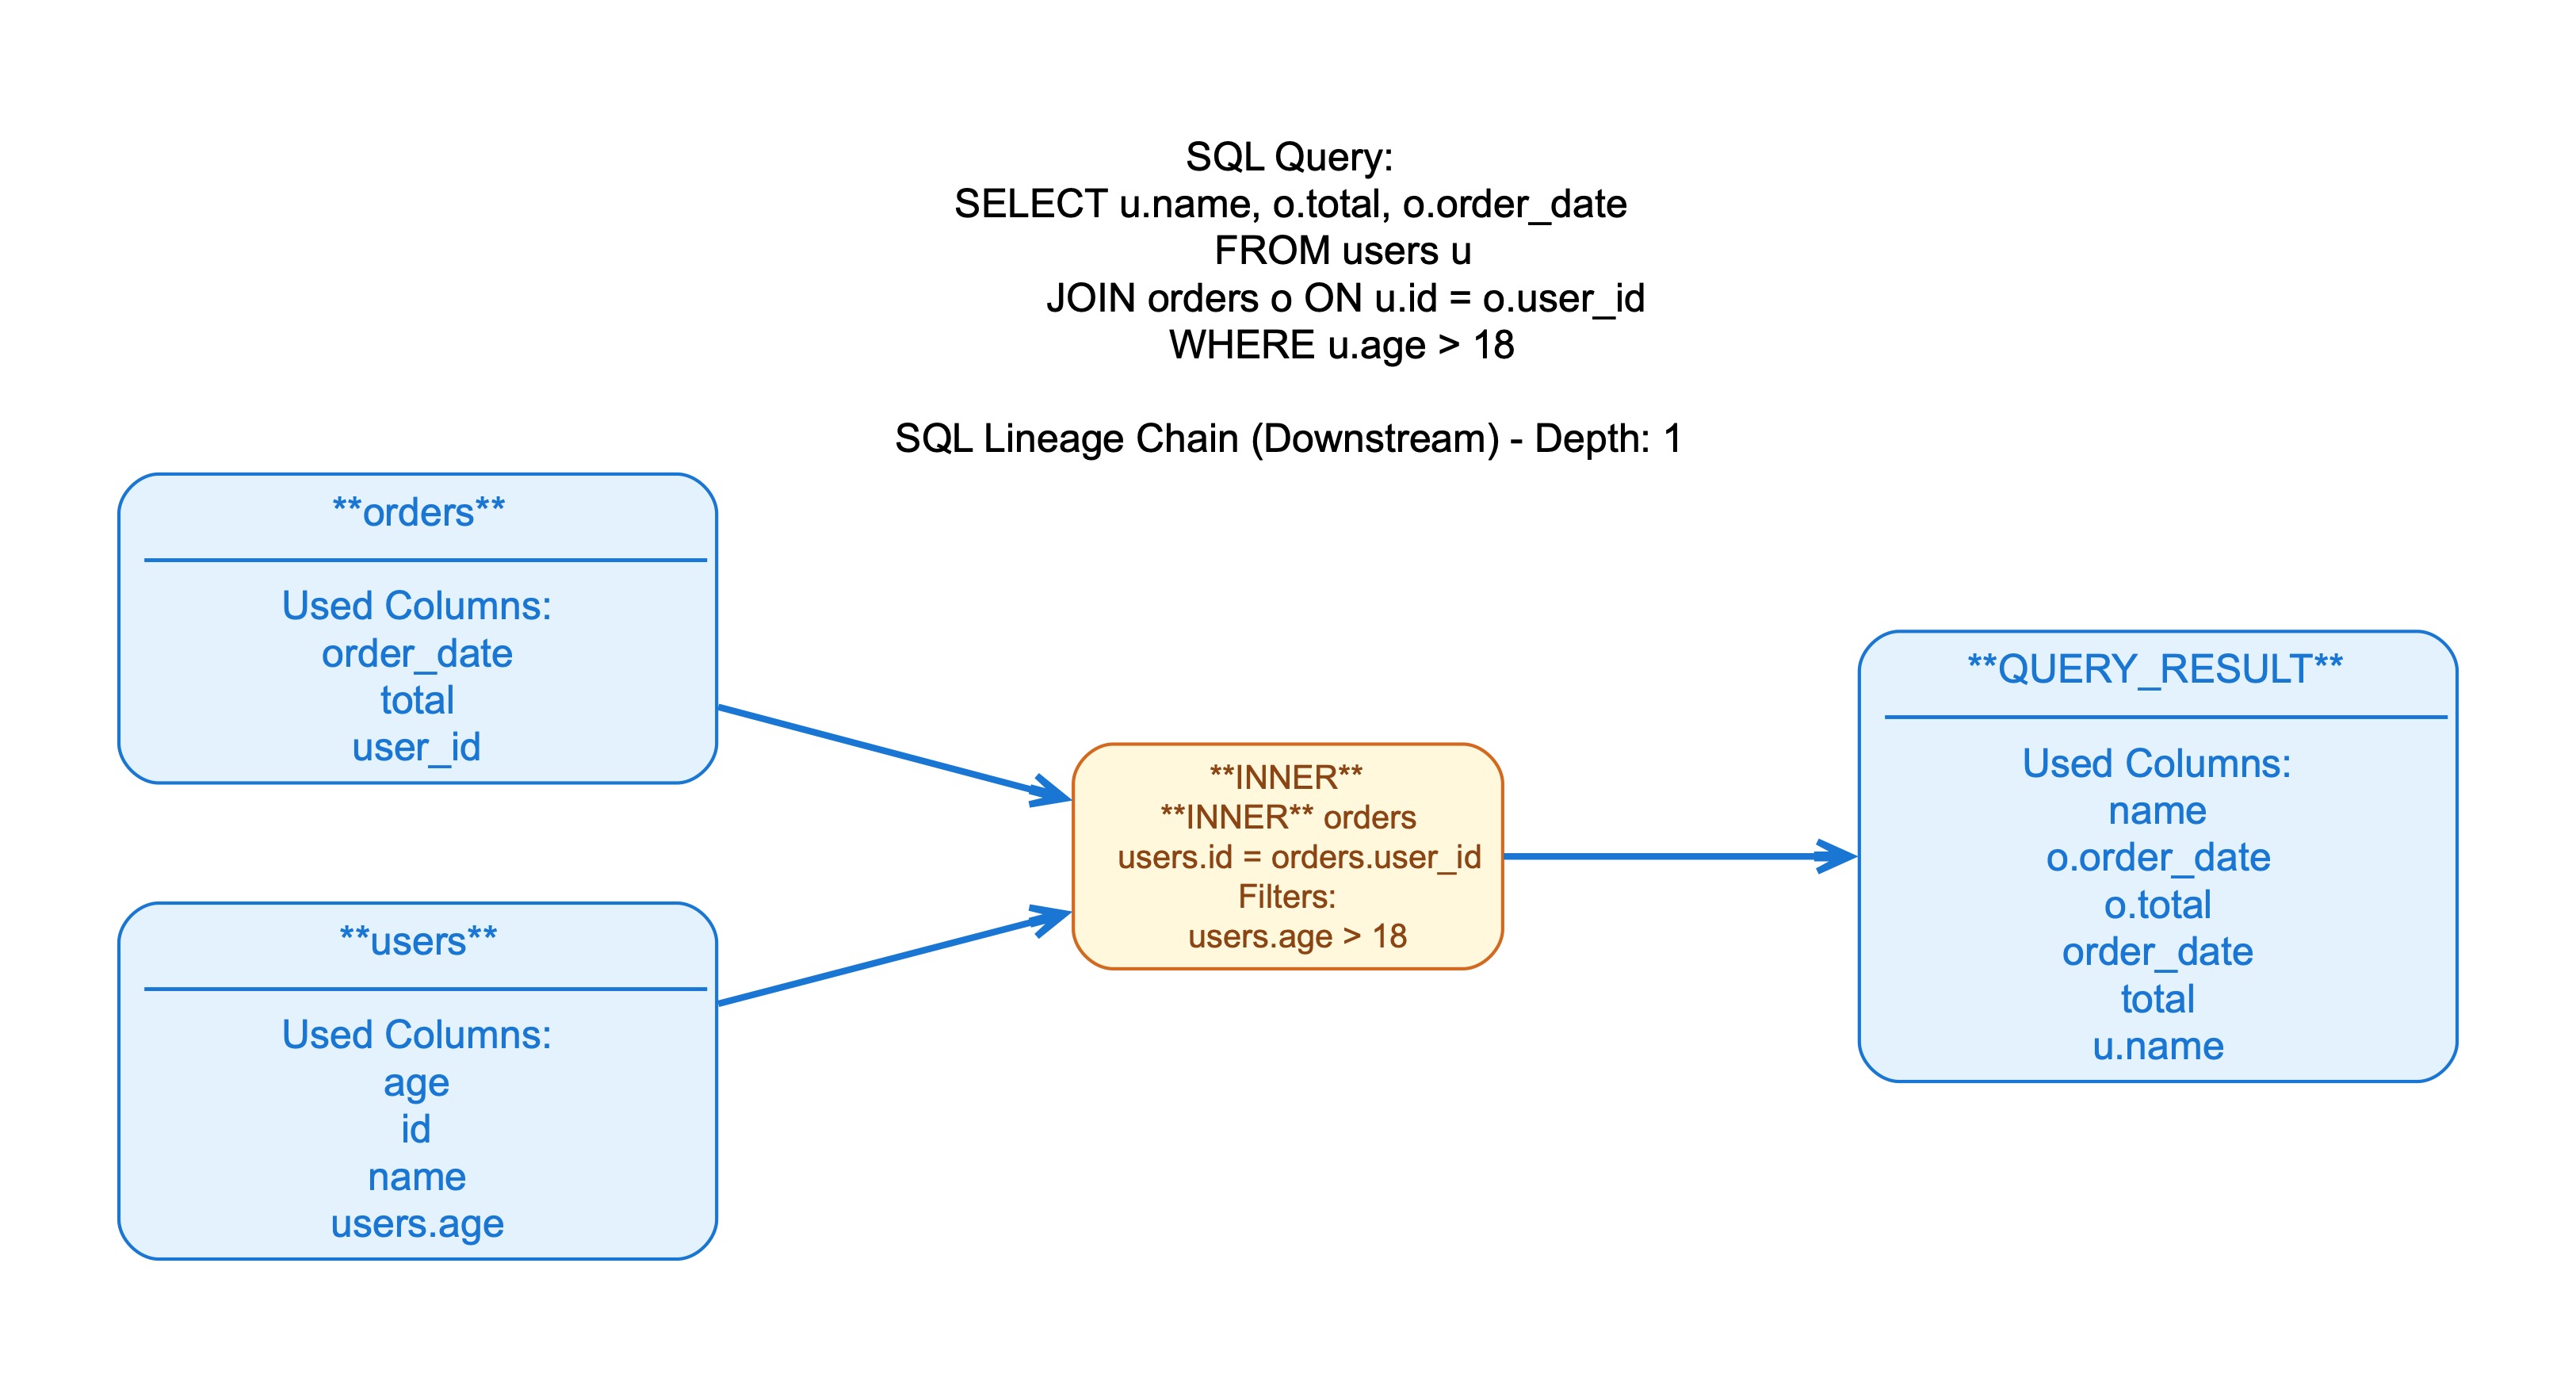 SQL Query:
SELECT u.name, o.total, o.order_date
FROM users u
JOIN orders o ON u.id = o.user_id
WHERE u.age > 18
SQL Lineage Chain (Downstream) - Depth: 1
**orders**
Used Columns:
order_date
total
user_id
**users**
Used Columns:
age
id
name
users.age
**INNER**
**INNER** orders
users.id = orders.user_id
Filters:
users.age > 18
**QUERY_RESULT**
Used Columns:
name
o.order_date
o.total
order_date
total
u.name